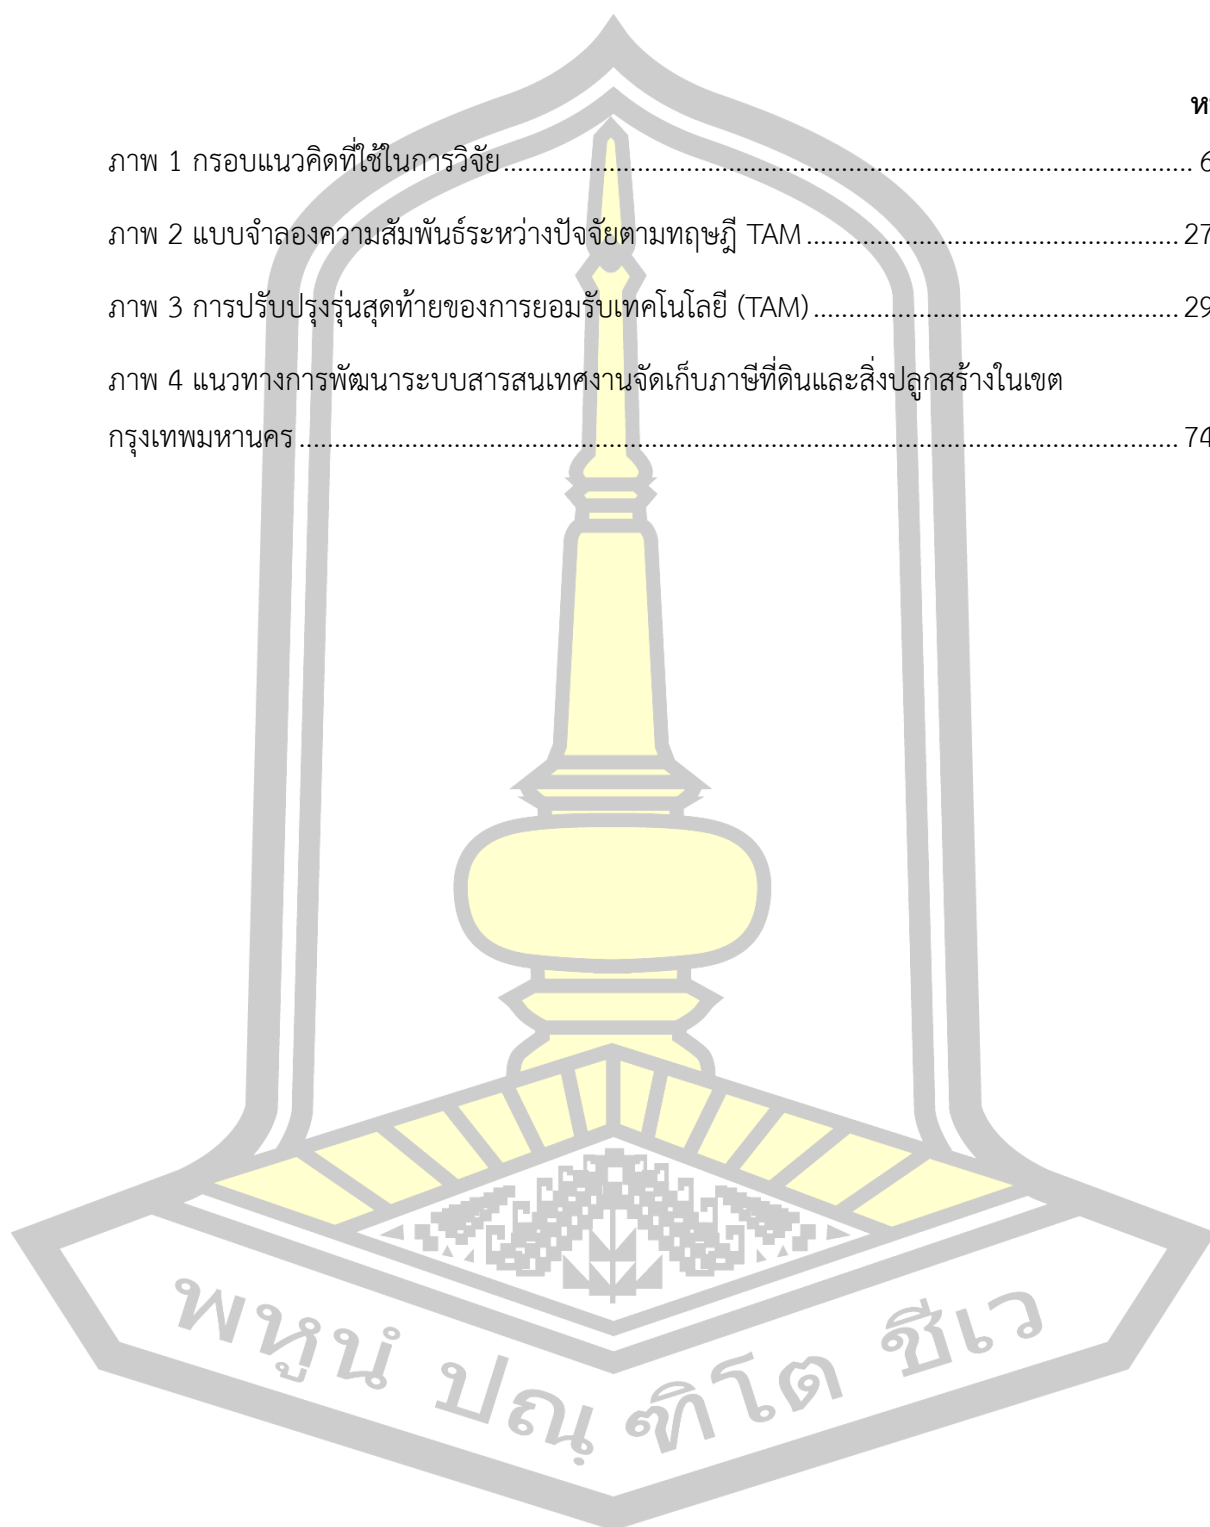 ภาพ 1 กรอบแนวคิดที่ใช้ในการวิจัย 6
ภาพ 2 แบบจำลองความสัมพันธ์ระหว่างปัจจัยตามทฤษฎี TAM 27
ภาพ 3 การปรับปรุงรุ่นสุดท้ายของการยอมรับเทคโนโลยี (TAM) 29
ภาพ 4 แนวทางการพัฒนาระบบสารสนเทศงานจัดเก็บภาษีที่ดินและสิ่งปลูกสร้างในเขต
กรุงเทพมหานคร 74
พหูนํ ปณฺฑิโต ชีเว